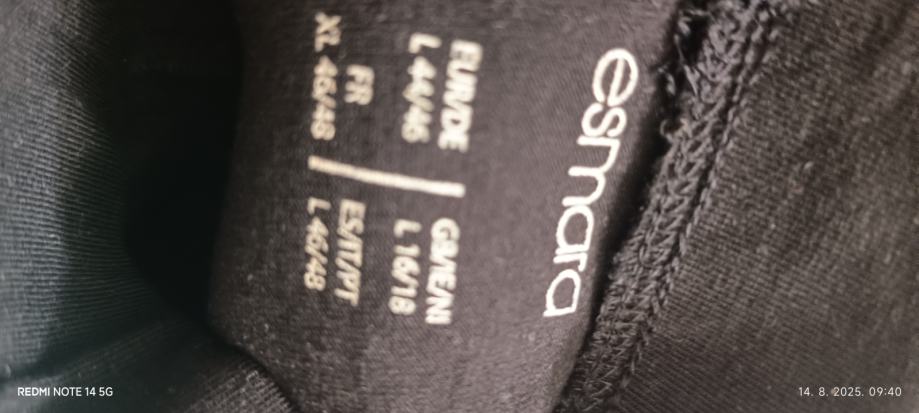 esmara
EUR/DE
L 44/46
GB/IE/NI
L 16/18
FR
XL 46/48
ES/IT/PT
L 46/48
REDMI NOTE 14 5G
14. 8. 2025. 09:40